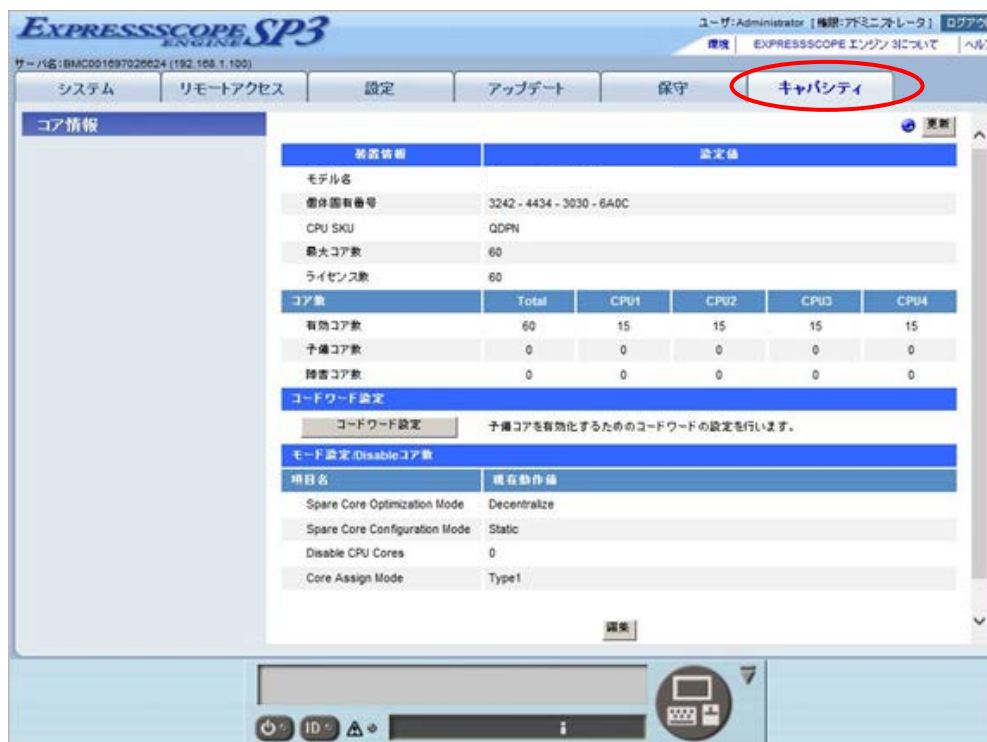 EXPRESSSCOPE ENGINE SP3
ユーザ:Administrator [権限:アドミニストレータ] ログアウ
環境 EXPRESSSCOPE エンジン 3について ヘル
サーバ名:BMC001697026624 (192.168.1.100)
システム リモートアクセス 設定 アップデート 保守 キャパシティ
コア情報
更新
装置情報 設定値
モデル名
個体固有番号 3242 - 4434 - 3030 - 6A0C
CPU SKU QDPN
最大コア数 60
ライセンス数 60
コア数 Total CPU1 CPU2 CPU3 CPU4
有効コア数 60 15 15 15 15
予備コア数 0 0 0 0 0
障害コア数 0 0 0 0 0
コードワード設定
コードワード設定 予備コアを有効化するためのコードワードの設定を行います。
モード設定/Disableコア数
項目名 現在動作値
Spare Core Optimization Mode Decentralize
Spare Core Configuration Mode Static
Disable CPU Cores 0
Core Assign Mode Type1
編集
ID